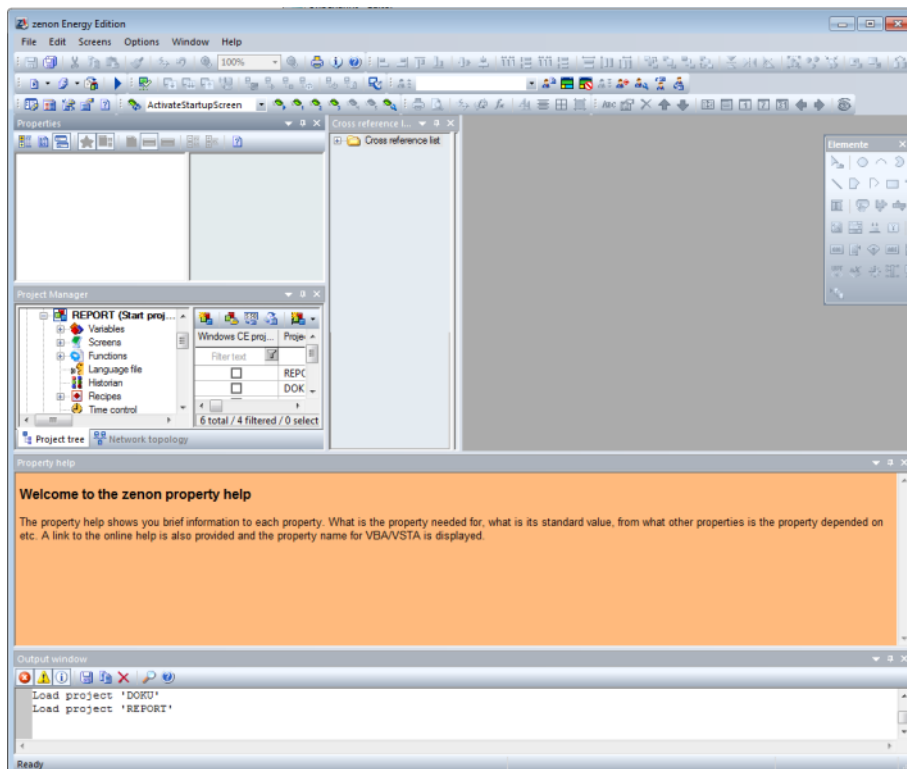 zenon Energy Edition
File Edit Screens Options Window Help
100%
ActivateStartupScreen
Properties
Cross reference l...
Cross reference list
Elemente
Project Manager
REPORT (Start proj...
Variables
Screens
Functions
Language file
Historian
Recipes
Time control
Windows CE proj...
Proje
Filter text
REPC
DOK
6 total / 4 filtered / 0 select
Project tree
Network topology
Property help
Welcome to the zenon property help
The property help shows you brief information to each property. What is the property needed for, what is its standard value, from what other properties is the property depended on
etc. A link to the online help is also provided and the property name for VBA/VSTA is displayed.
Output window
Load project 'DOKU'
Load project 'REPORT'
Ready